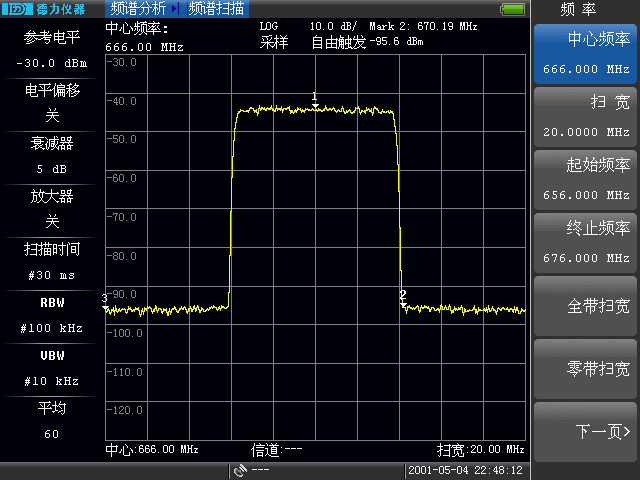 德力仪器 频谱分析 频谱扫描
参考电平
-30.0 dBm
电平偏移
关
衰减器
5 dB
放大器
关
扫描时间
#30 ms
RBW
#100 kHz
VBW
#10 kHz
平均
60
中心频率:
666.00 MHz
LOG 10.0 dB/ Mark 2: 670.19 MHz
采样 自由触发 -95.6 dBm
-30.0
-40.0
-50.0
-60.0
-70.0
-80.0
-90.0
-100.0
-110.0
-120.0
1
2
3
中心:666.00 MHz 信道:--- 扫宽:20.00 MHz
--- 2001-05-04 22:48:12
频 率
中心频率
666.000 MHz
扫 宽
20.0000 MHz
起始频率
656.000 MHz
终止频率
676.000 MHz
全带扫宽
零带扫宽
下一页>